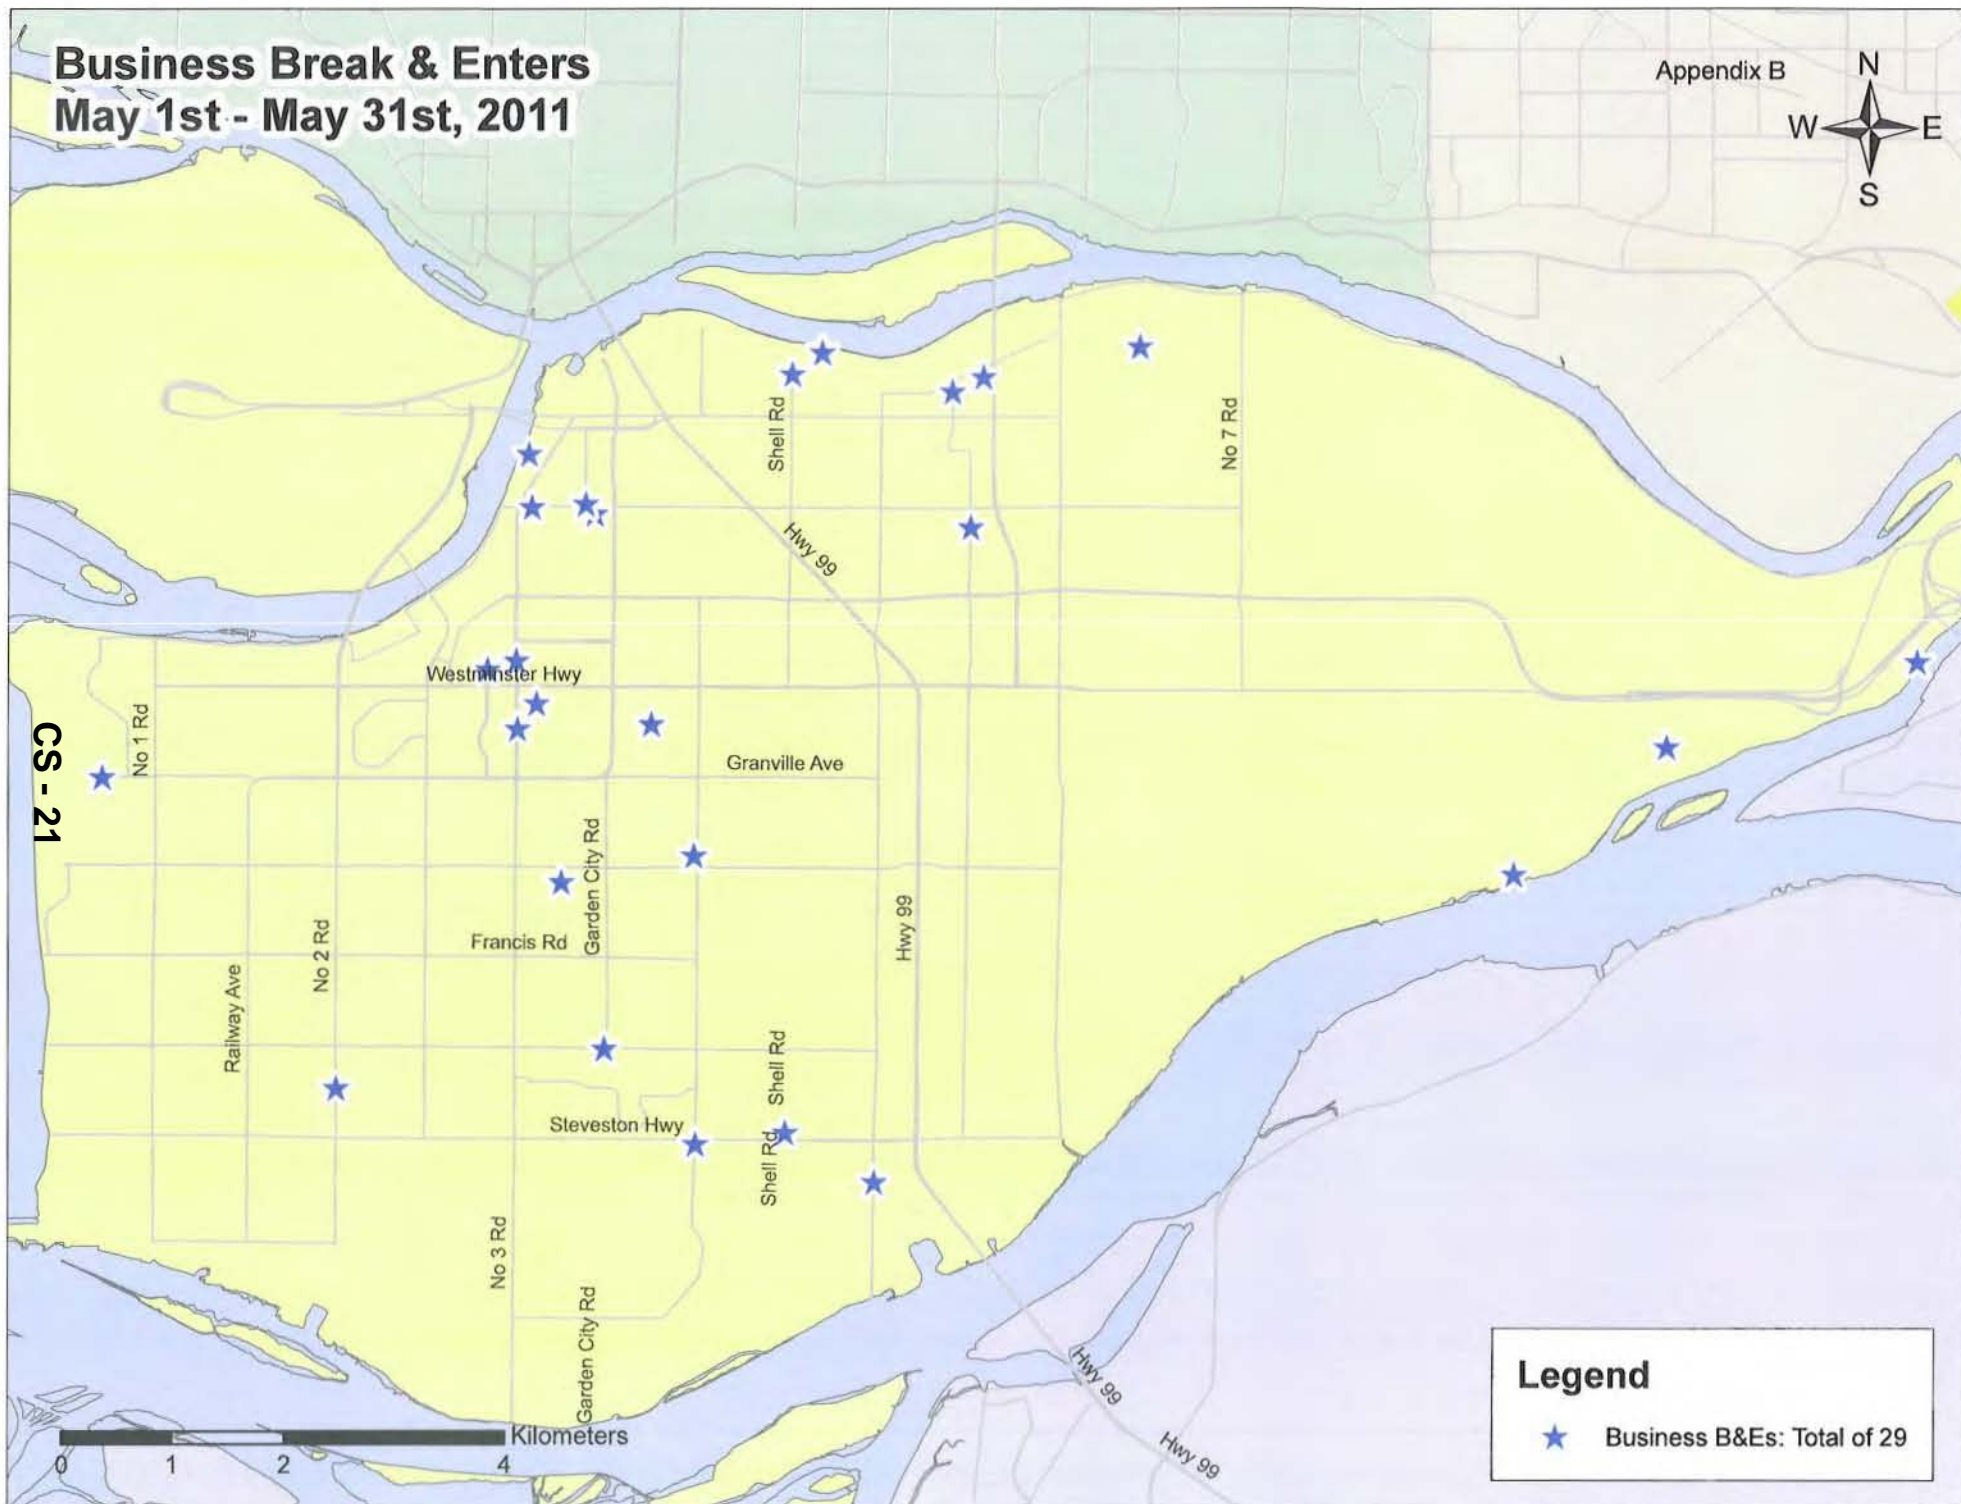 Business Break & Enters
May 1st - May 31st, 2011
Appendix B
N
W
E
S
Shell Rd
No 7 Rd
Hwy 99
Westminster Hwy
No 1 Rd
CS - 21
Granville Ave
Garden City Rd
Hwy 99
No 2 Rd
Francis Rd
Railway Ave
Shell Rd
Steveston Hwy
Shell Rd
No 3 Rd
Garden City Rd
Hwy 99
Hwy 99
Kilometers
0 1 2 4
Legend
Business B&Es: Total of 29